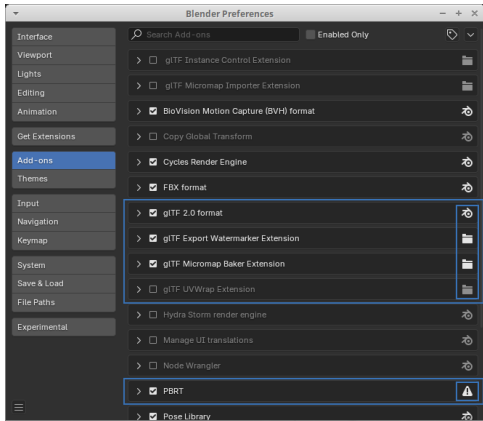 Blender Preferences
Interface
Viewport
Lights
Editing
Animation
Get Extensions
Add-ons
Themes
Input
Navigation
Keymap
System
Save & Load
File Paths
Experimental
Search Add-ons
Enabled Only
glTF Instance Control Extension
glTF Micromap Importer Extension
BioVision Motion Capture (BVH) format
Copy Global Transform
Cycles Render Engine
FBX format
glTF 2.0 format
glTF Export Watermarker Extension
glTF Micromap Baker Extension
glTF UVWrap Extension
Hydra Storm render engine
Manage UI translations
Node Wrangler
PBRT
Pose Library